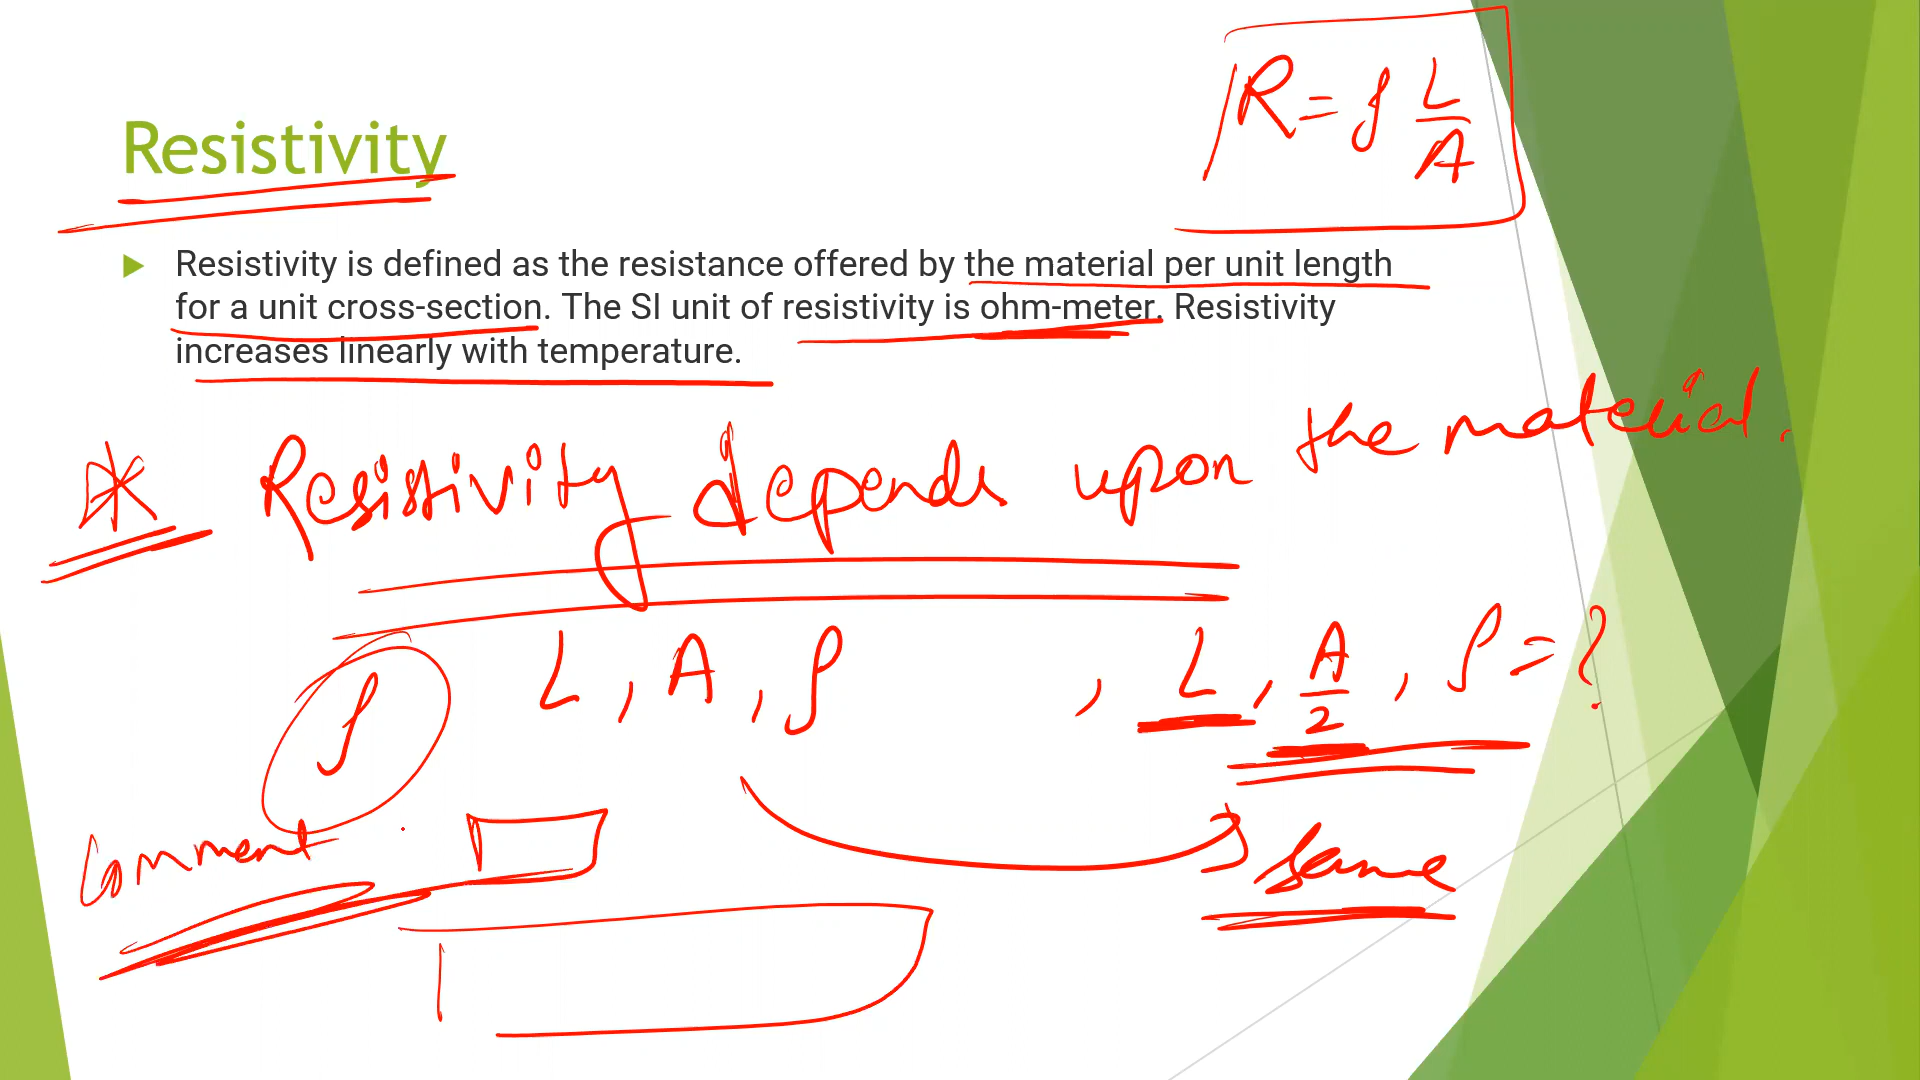 R = ρ L/A
Resistivity
Resistivity is defined as the resistance offered by the material per unit length
for a unit cross-section. The SI unit of resistivity is ohm-meter. Resistivity
increases linearly with temperature.
* Resistivity depends upon the material.
ρ L, A, ρ , L, A/2, ρ = ?
Comment
Same